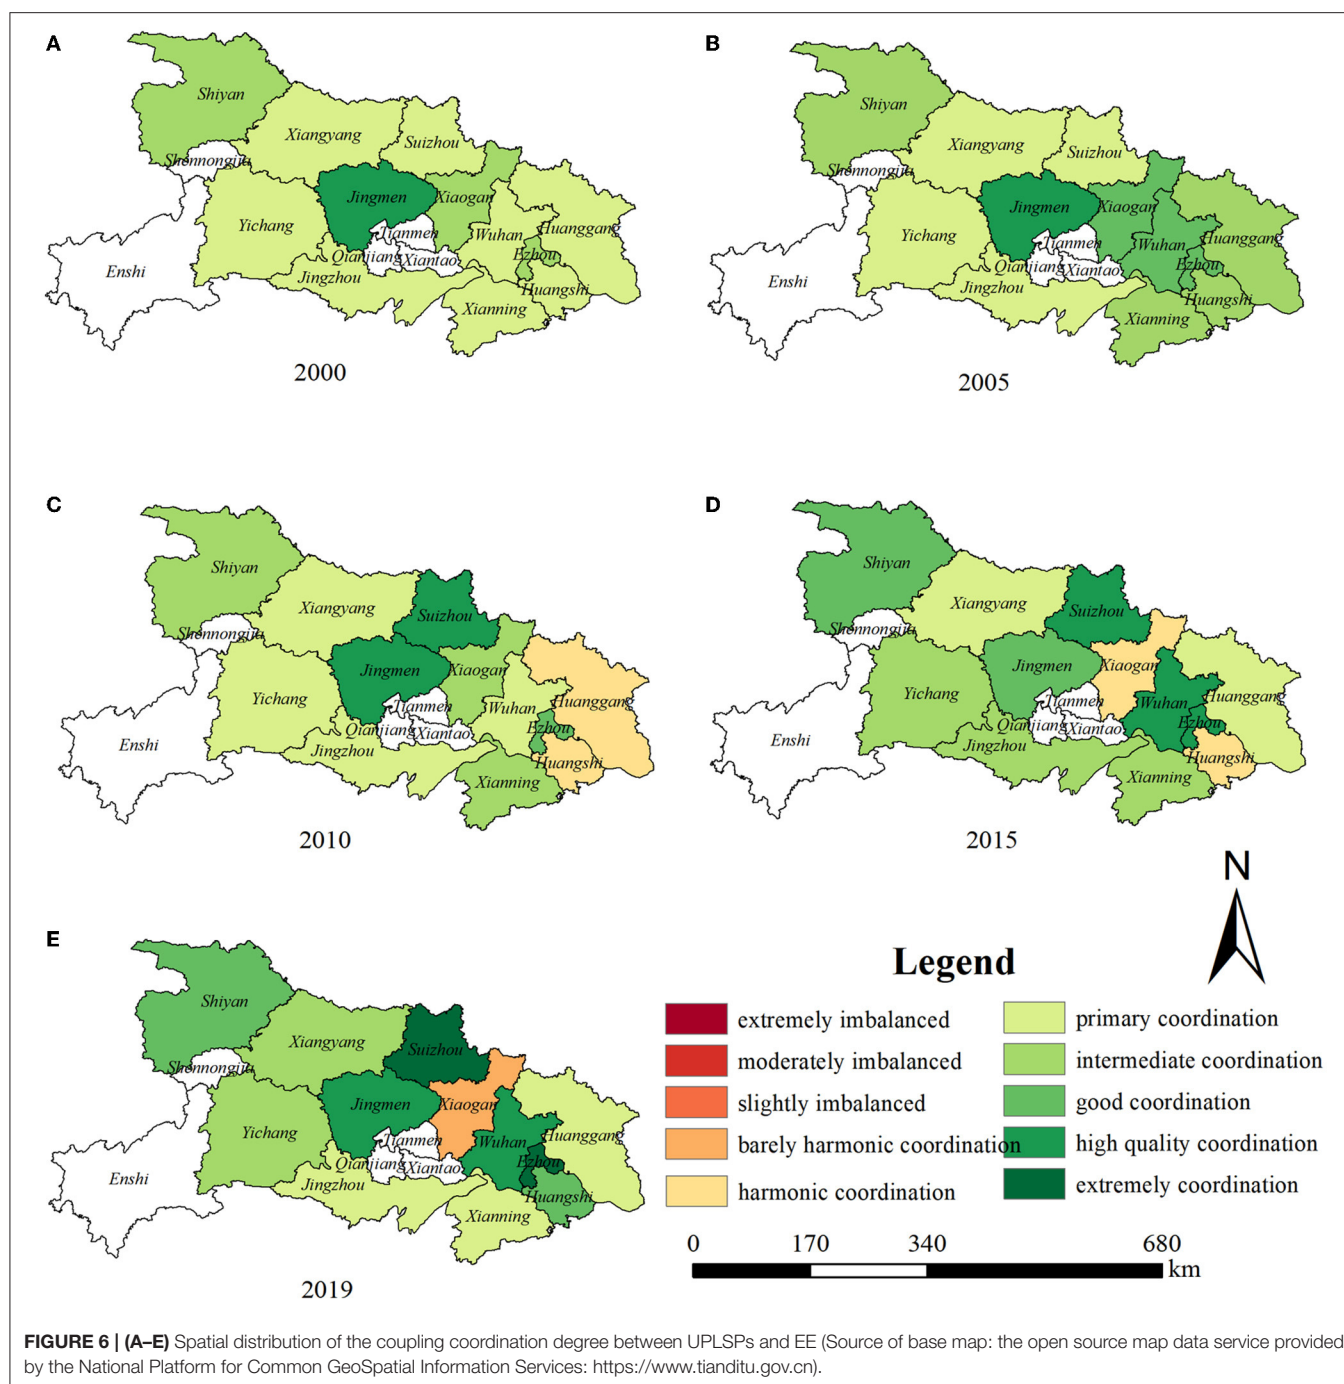 A
Shiyan
Xiangyang
Suizhou
Shennongjia
Jingmen
Xiaogan
Yichang
Tianmen
Wuhan
Huanggang
Enshi
Qianjiang
Xiantao
Ezhou
Jingzhou
Huangshi
Xianning
2000
B
Shiyan
Xiangyang
Suizhou
Shennongjia
Jingmen
Xiaogan
Yichang
Tianmen
Wuhan
Huanggang
Enshi
Qianjiang
Xiantao
Ezhou
Jingzhou
Huangshi
Xianning
2005
C
Shiyan
Xiangyang
Suizhou
Shennongjia
Jingmen
Xiaogan
Yichang
Tianmen
Wuhan
Huanggang
Enshi
Qianjiang
Xiantao
Ezhou
Jingzhou
Huangshi
Xianning
2010
D
Shiyan
Xiangyang
Suizhou
Shennongjia
Jingmen
Xiaogan
Yichang
Tianmen
Wuhan
Huanggang
Enshi
Qianjiang
Xiantao
Ezhou
Jingzhou
Huangshi
Xianning
2015
E
Shiyan
Xiangyang
Suizhou
Shennongjia
Jingmen
Xiaogan
Yichang
Tianmen
Wuhan
Huanggang
Enshi
Qianjiang
Xiantao
Ezhou
Jingzhou
Huangshi
Xianning
2019
N
Legend
extremely imbalanced
moderately imbalanced
slightly imbalanced
barely harmonic coordination
harmonic coordination
primary coordination
intermediate coordination
good coordination
high quality coordination
extremely coordination
0 170 340 680
km
FIGURE 6 | (A–E) Spatial distribution of the coupling coordination degree between UPLSPs and EE (Source of base map: the open source map data service provided
by the National Platform for Common GeoSpatial Information Services: https://www.tianditu.gov.cn).